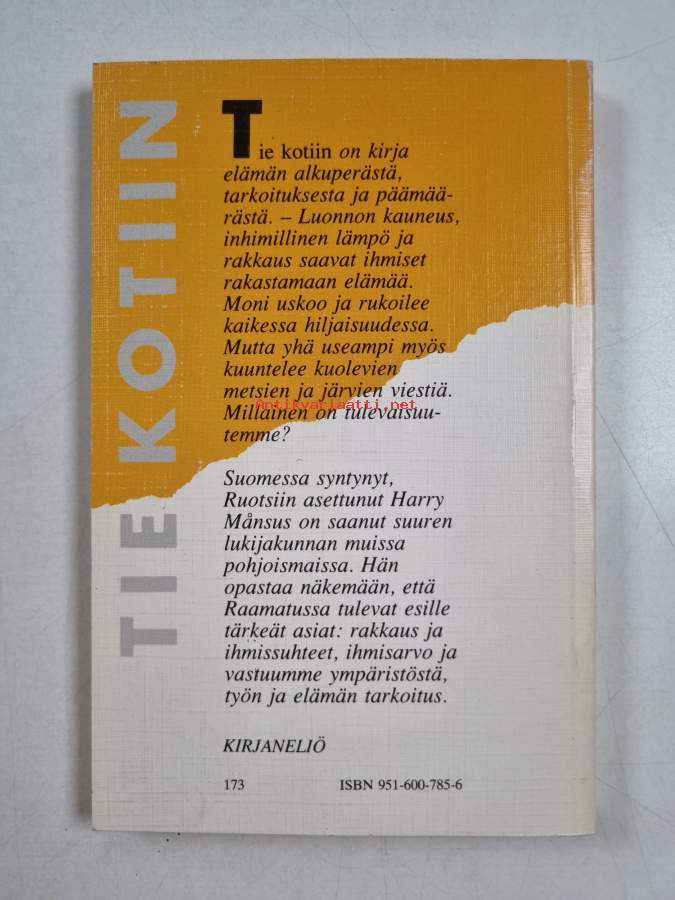 TIE KOTIIN
Tie kotiin on kirja
elämän alkuperästä,
tarkoituksesta ja päämää-
rästä. – Luonnon kauneus,
inhimillinen lämpö ja
rakkaus saavat ihmiset
rakastamaan elämää.
Moni uskoo ja rukoilee
kaikessa hiljaisuudessa.
Mutta yhä useampi myös
kuuntelee kuolevien
metsien ja järvien viestiä.
Millainen on tulevaisuu-
temme?
Antikvariaatti.net
Suomessa syntynyt,
Ruotsiin asettunut Harry
Månsus on saanut suuren
lukijakunnan muissa
pohjoismaissa. Hän
opastaa näkemään, että
Raamatussa tulevat esille
tärkeät asiat: rakkaus ja
ihmissuhteet, ihmisarvo ja
vastuumme ympäristöstä,
työn ja elämän tarkoitus.
KIRJANELIÖ
173 ISBN 951-600-785-6